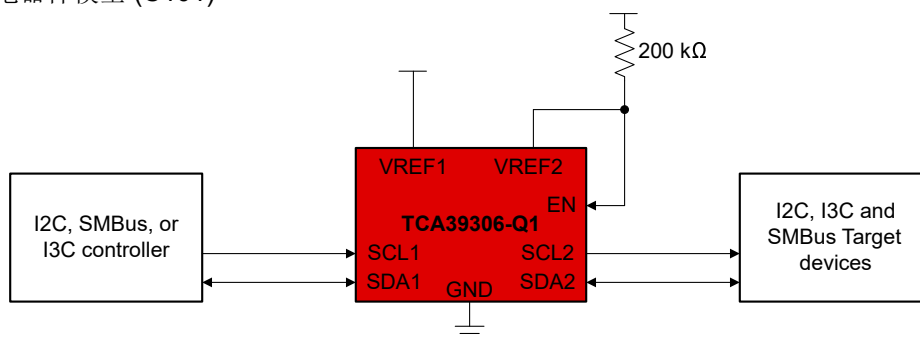 (C101)
200 kΩ
VREF1 VREF2
EN
TCA39306-Q1
SCL1 SCL2
SDA1 SDA2
GND
I2C, SMBus, or
I3C controller
I2C, I3C and
SMBus Target
devices